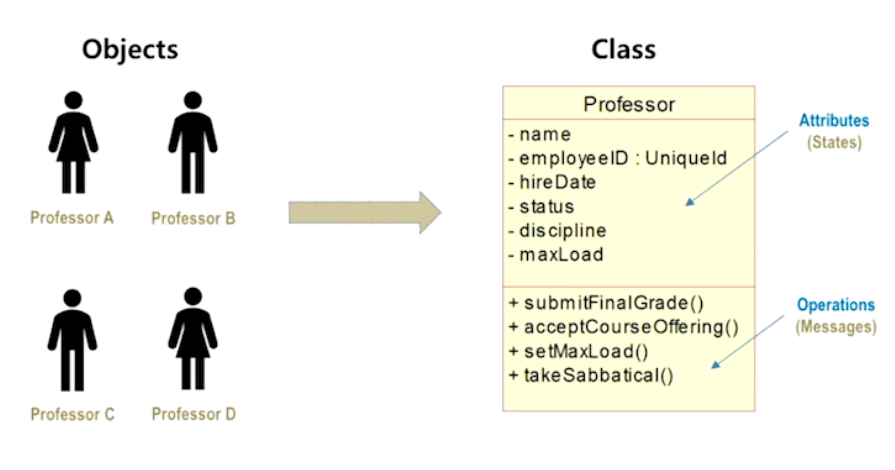 Objects
Class
Professor A
Professor B
Professor C
Professor D
Professor
- name
- employeeID : UniqueId
- hireDate
- status
- discipline
- maxLoad
+ submitFinalGrade()
+ acceptCourseOffering()
+ setMaxLoad()
+ takeSabbatical()
Attributes
(States)
Operations
(Messages)